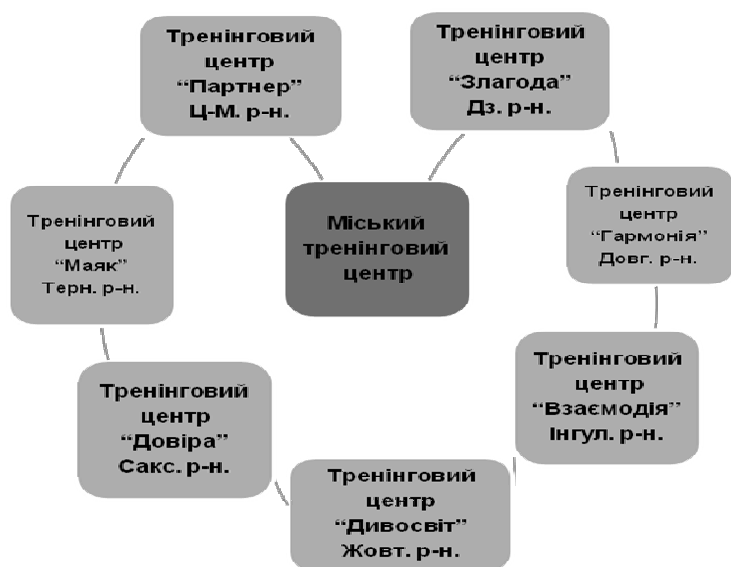 Тренінговий
центр
“Партнер”
Ц-М. р-н.
Тренінговий
центр
“Злагода”
Дз. р-н.
Тренінговий
центр
“Маяк”
Терн. р-н.
Міський
тренінговий
центр
Тренінговий
центр
“Гармонія”
Довг. р-н.
Тренінговий
центр
“Довіра”
Сакс. р-н.
Тренінговий
центр
“Взаємодія”
Інгул. р-н.
Тренінговий
центр
“Дивосвіт”
Жовт. р-н.